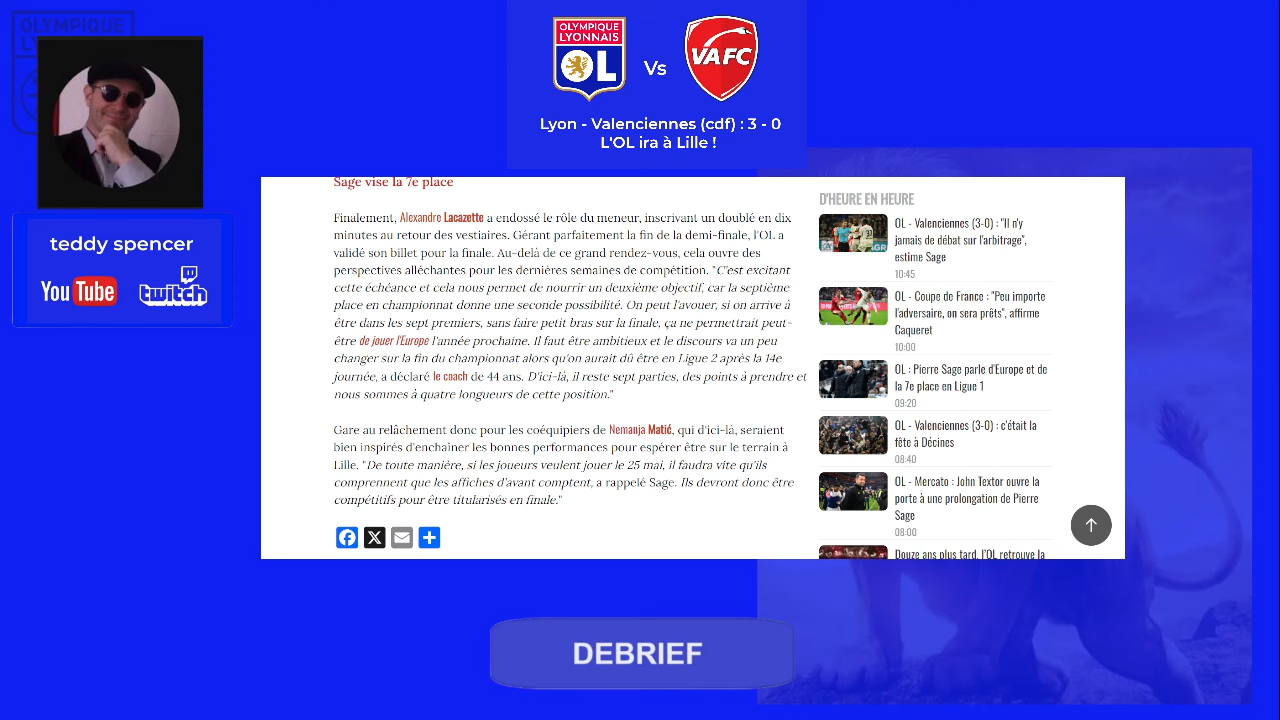 OLYMPIQUE
OLYMPIQUE
LYONNAIS
OL
Vs
VAFC
Lyon - Valenciennes (cdf) : 3 - 0
L'OL ira à Lille !
teddy spencer
YouTube
twitch
Sage vise la 7e place
Finalement, Alexandre Lacazette a endossé le rôle du meneur, inscrivant un doublé en dix
minutes au retour des vestiaires. Gérant parfaitement la fin de la demi-finale, l'OL a
validé son billet pour la finale. Au-delà de ce grand rendez-vous, cela ouvre des
perspectives alléchantes pour les dernières semaines de compétition. "C'est excitant
cette échéance et cela nous permet de nourrir un deuxième objectif, car la septième
place en championnat donne une seconde possibilité. On peut l'avouer, si on arrive à
être dans les sept premiers, sans faire petit bras sur la finale, ça ne permettrait peut-
être de jouer l'Europe l'année prochaine. Il faut être ambitieux et le discours va un peu
changer sur la fin du championnat alors qu'on aurait dû être en Ligue 2 après la 14e
journée, a déclaré le coach de 44 ans. D'ici-là, il reste sept parties, des points à prendre et
nous sommes à quatre longueurs de cette position."
Gare au relâchement donc pour les coéquipiers de Nemanja Matić, qui d'ici-là, seraient
bien inspirés d'enchaîner les bonnes performances pour espérer être sur le terrain à
Lille. "De toute manière, si les joueurs veulent jouer le 25 mai, il faudra vite qu'ils
comprennent que les affiches d'avant comptent, a rappelé Sage. Ils devront donc être
compétitifs pour être titularisés en finale."
D'HEURE EN HEURE
OL - Valenciennes (3-0) : "Il n'y
jamais de débat sur l'arbitrage",
estime Sage
10:45
OL - Coupe de France : "Peu importe
l'adversaire, on sera prêts", affirme
Caqueret
10:00
OL : Pierre Sage parle d'Europe et de
la 7e place en Ligue 1
09:20
OL - Valenciennes (3-0) : c'était la
fête à Décines
08:40
OL - Mercato : John Textor ouvre la
porte à une prolongation de Pierre
Sage
08:00
Douze ans plus tard, l'OL retrouve la
DEBRIEF